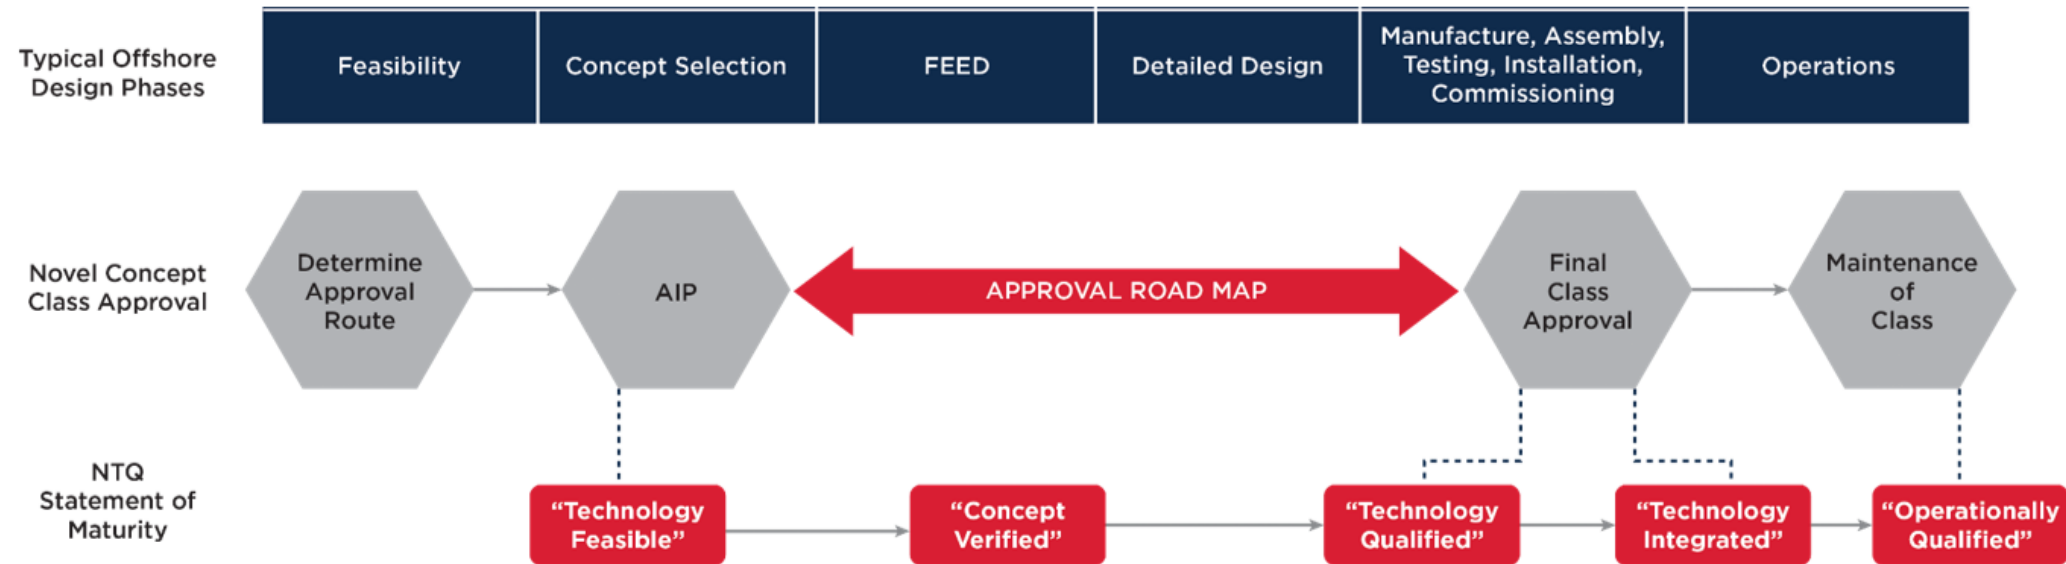 Typical Offshore
Design Phases
Feasibility
Concept Selection
FEED
Detailed Design
Manufacture, Assembly,
Testing, Installation,
Commissioning
Operations
Novel Concept
Class Approval
Determine
Approval
Route
AIP
APPROVAL ROAD MAP
Final
Class
Approval
Maintenance
of
Class
NTQ
Statement of
Maturity
“Technology
Feasible”
“Concept
Verified”
“Technology
Qualified”
“Technology
Integrated”
“Operationally
Qualified”